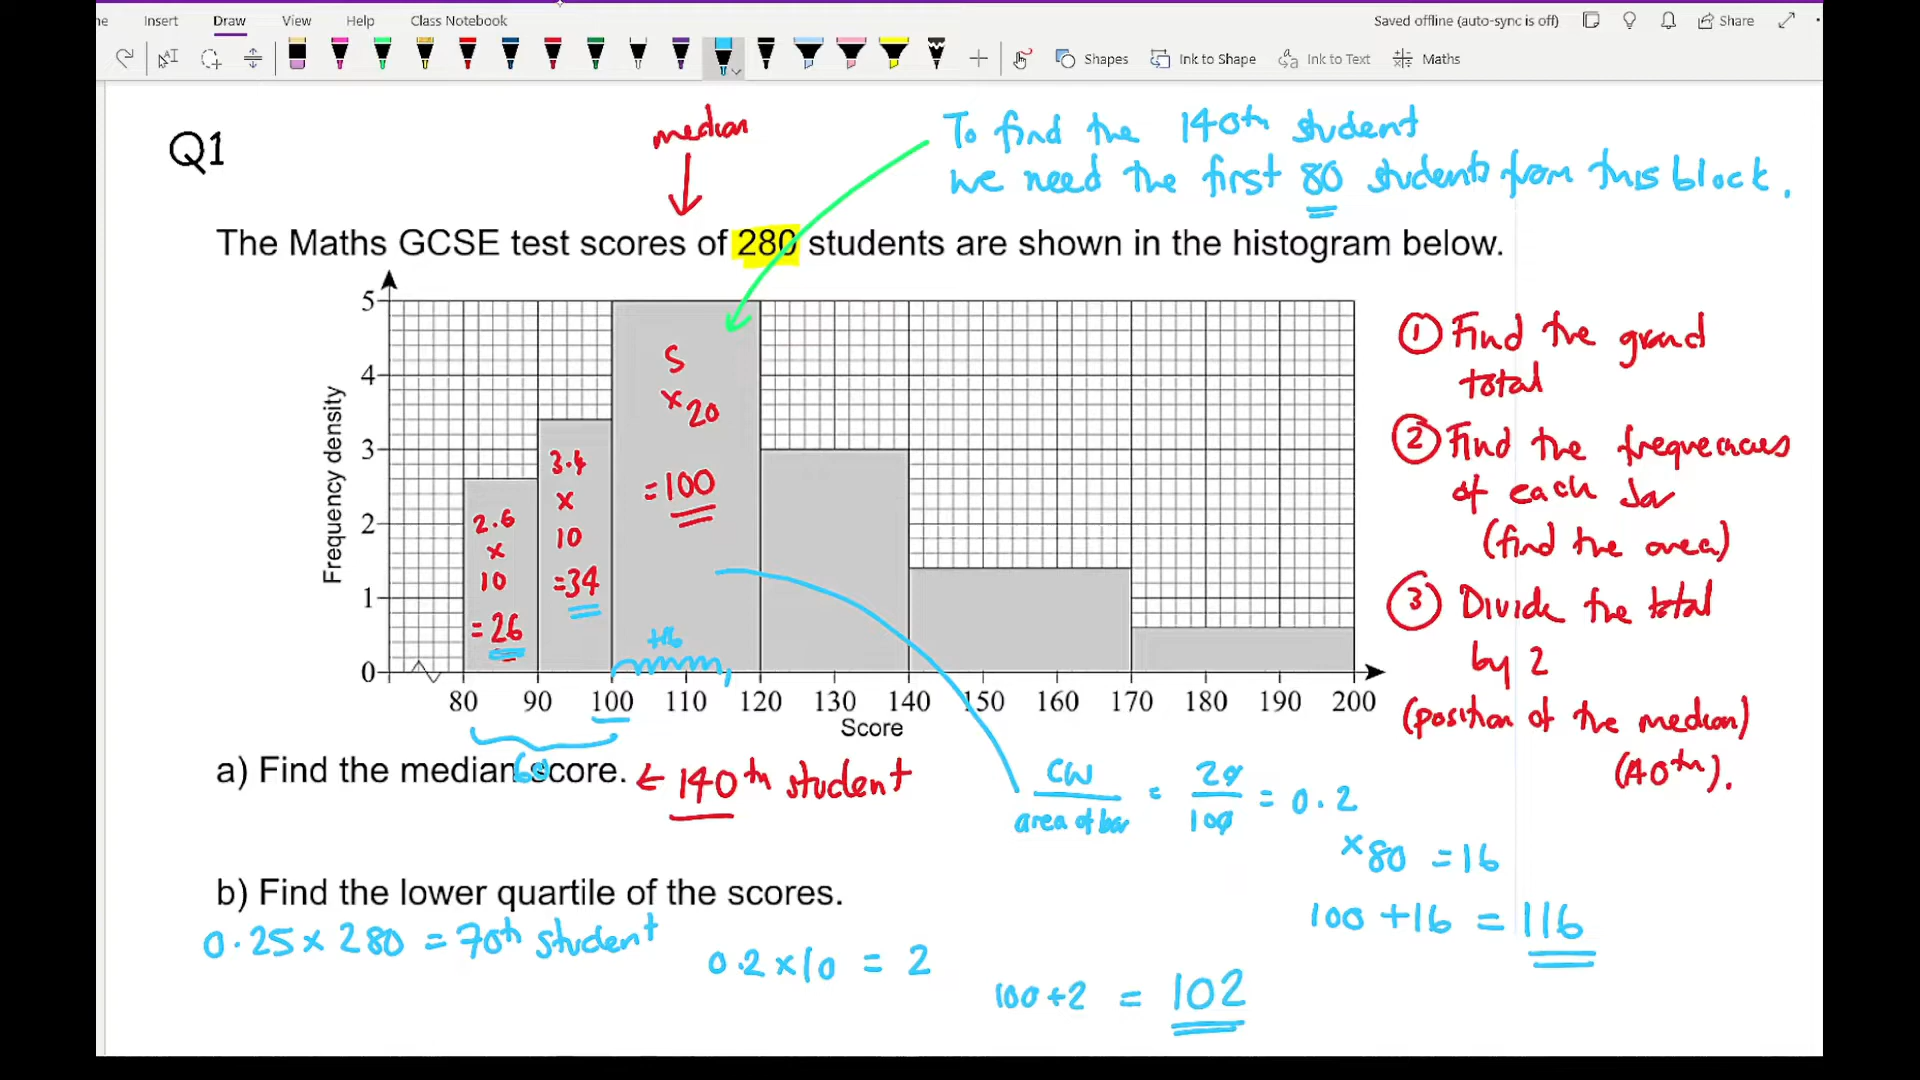 ne Insert Draw View Help Class Notebook Saved offline (auto-sync is off) Share
Shapes Ink to Shape Ink to Text Maths
Q1
median
To find the 140th student
we need the first 80 students from this block.
The Maths GCSE test scores of 280 students are shown in the histogram below.
Frequency density
5
4
3
2
1
0
2.6
×
10
= 26
3.4
×
10
= 34
5
× 20
= 100
+16
80 90 100 110 120 130 140 150 160 170 180 190 200
Score
60
① Find the grand
total
② Find the frequencies
of each bar
(find the area)
③ Divide the total
by 2
(position of the median)
(140th).
a) Find the median score. ← 140th student
CW / area of bar = 20 / 100 = 0.2
× 80 = 16
100 + 16 = 116
b) Find the lower quartile of the scores.
0.25 × 280 = 70th student
0.2 × 10 = 2
100 + 2 = 102